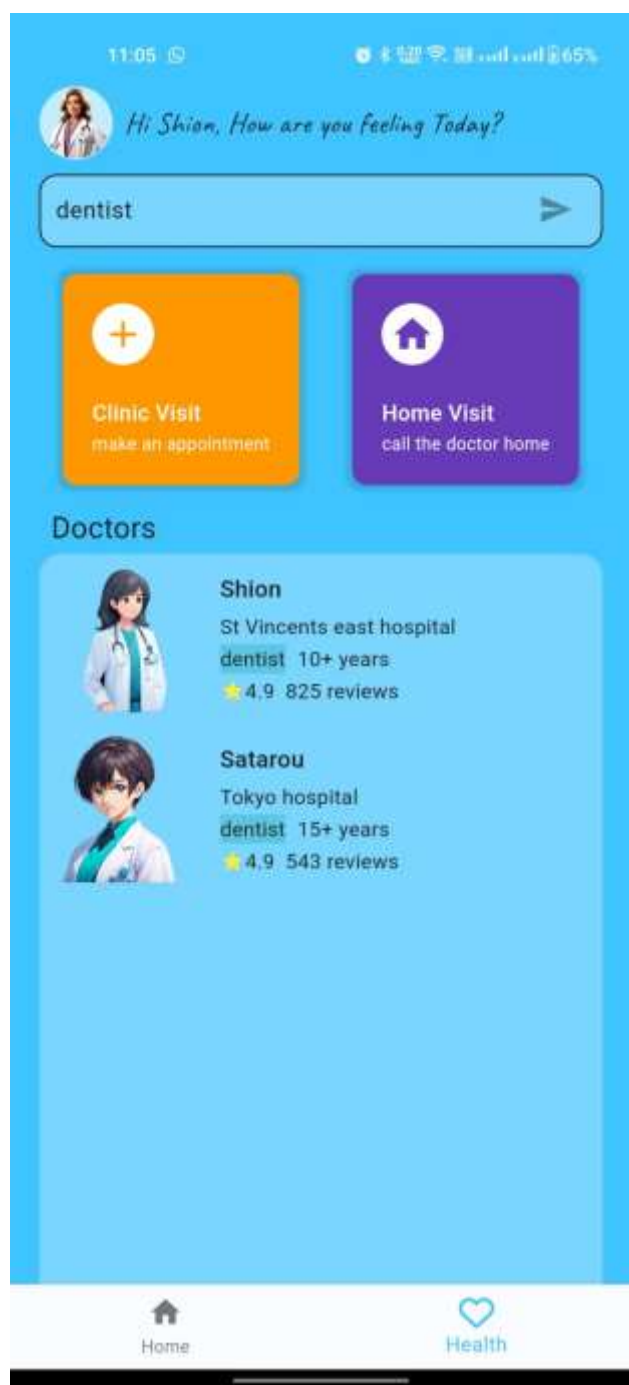 11:05
65%
Hi Shion, How are you feeling Today?
dentist
Clinic Visit
make an appointment
Home Visit
call the doctor home
Doctors
Shion
St Vincents east hospital
dentist 10+ years
4.9 825 reviews
Satarou
Tokyo hospital
dentist 15+ years
4.9 543 reviews
Home
Health